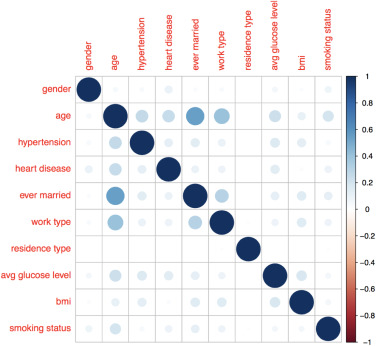 gender
age
hypertension
heart disease
ever married
work type
residence type
avg glucose level
bmi
smoking status
gender
age
hypertension
heart disease
ever married
work type
residence type
avg glucose level
bmi
smoking status
1
0.8
0.6
0.4
0.2
0
−0.2
−0.4
−0.6
−0.8
−1